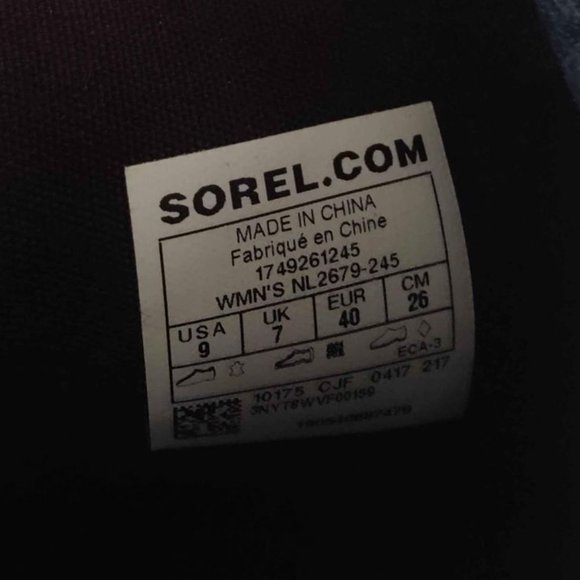 SOREL.COM
MADE IN CHINA
Fabriqué en Chine
1749261245
WMN'S NL2679-245
USA UK EUR CM
9 7 40 26
ECA-3
10175 CJF 0417 217